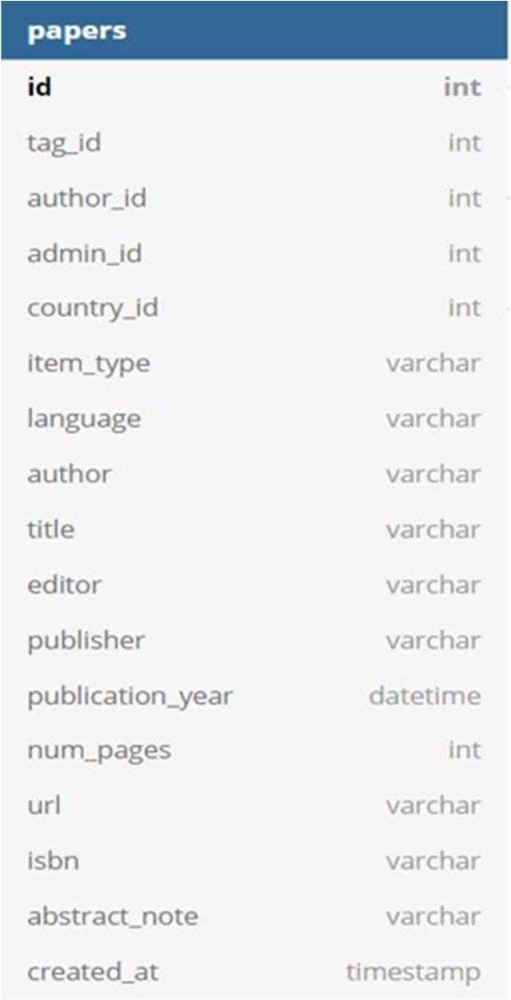 papers
id int
tag_id int
author_id int
admin_id int
country_id int
item_type varchar
language varchar
author varchar
title varchar
editor varchar
publisher varchar
publication_year datetime
num_pages int
url varchar
isbn varchar
abstract_note varchar
created_at timestamp